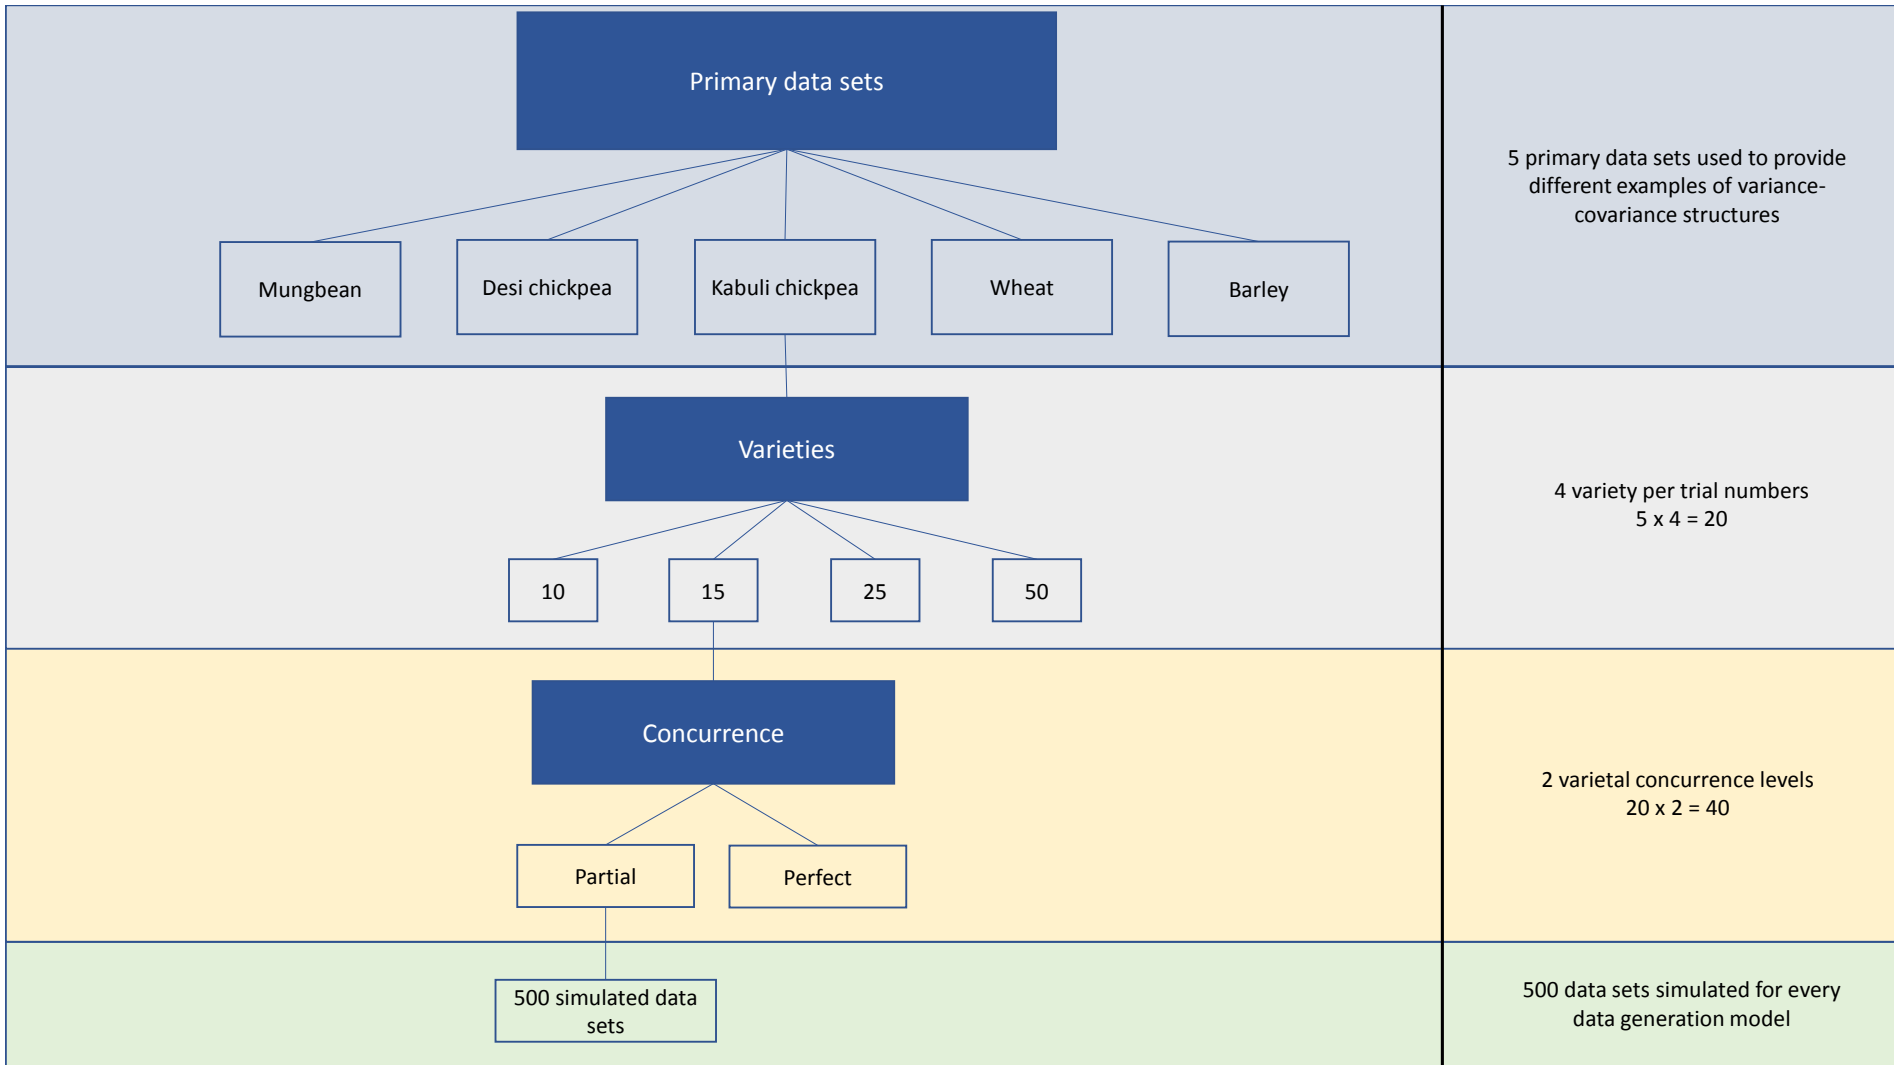 Primary data sets
5 primary data sets used to provide
different examples of variance-
covariance structures
Mungbean
Desi chickpea
Kabuli chickpea
Wheat
Barley
Varieties
4 variety per trial numbers
5 x 4 = 20
10
15
25
50
Concurrence
2 varietal concurrence levels
20 x 2 = 40
Partial
Perfect
500 simulated data
sets
500 data sets simulated for every
data generation model